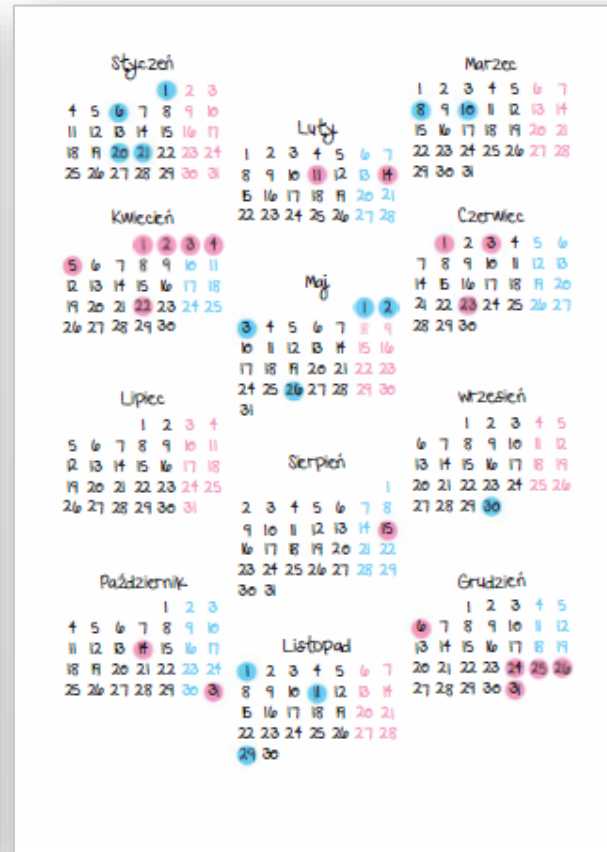 Styczeń
1 2 3
4 5 6 7 8 9 10
11 12 13 14 15 16 17
18 19 20 21 22 23 24
25 26 27 28 29 30 31
Luty
1 2 3 4 5 6 7
8 9 10 11 12 13 14
15 16 17 18 19 20 21
22 23 24 25 26 27 28
Marzec
1 2 3 4 5 6 7
8 9 10 11 12 13 14
15 16 17 18 19 20 21
22 23 24 25 26 27 28
29 30 31
Kwiecień
1 2 3 4
5 6 7 8 9 10 11
12 13 14 15 16 17 18
19 20 21 22 23 24 25
26 27 28 29 30
Maj
1 2
3 4 5 6 7 8 9
10 11 12 13 14 15 16
17 18 19 20 21 22 23
24 25 26 27 28 29 30
31
Czerwiec
1 2 3 4 5 6
7 8 9 10 11 12 13
14 15 16 17 18 19 20
21 22 23 24 25 26 27
28 29 30
Lipiec
1 2 3 4
5 6 7 8 9 10 11
12 13 14 15 16 17 18
19 20 21 22 23 24 25
26 27 28 29 30 31
Sierpień
1
2 3 4 5 6 7 8
9 10 11 12 13 14 15
16 17 18 19 20 21 22
23 24 25 26 27 28 29
30 31
Wrzesień
1 2 3 4 5
6 7 8 9 10 11 12
13 14 15 16 17 18 19
20 21 22 23 24 25 26
27 28 29 30
Październik
1 2 3
4 5 6 7 8 9 10
11 12 13 14 15 16 17
18 19 20 21 22 23 24
25 26 27 28 29 30 31
Listopad
1 2 3 4 5 6 7
8 9 10 11 12 13 14
15 16 17 18 19 20 21
22 23 24 25 26 27 28
29 30
Grudzień
1 2 3 4 5
6 7 8 9 10 11 12
13 14 15 16 17 18 19
20 21 22 23 24 25 26
27 28 29 30 31